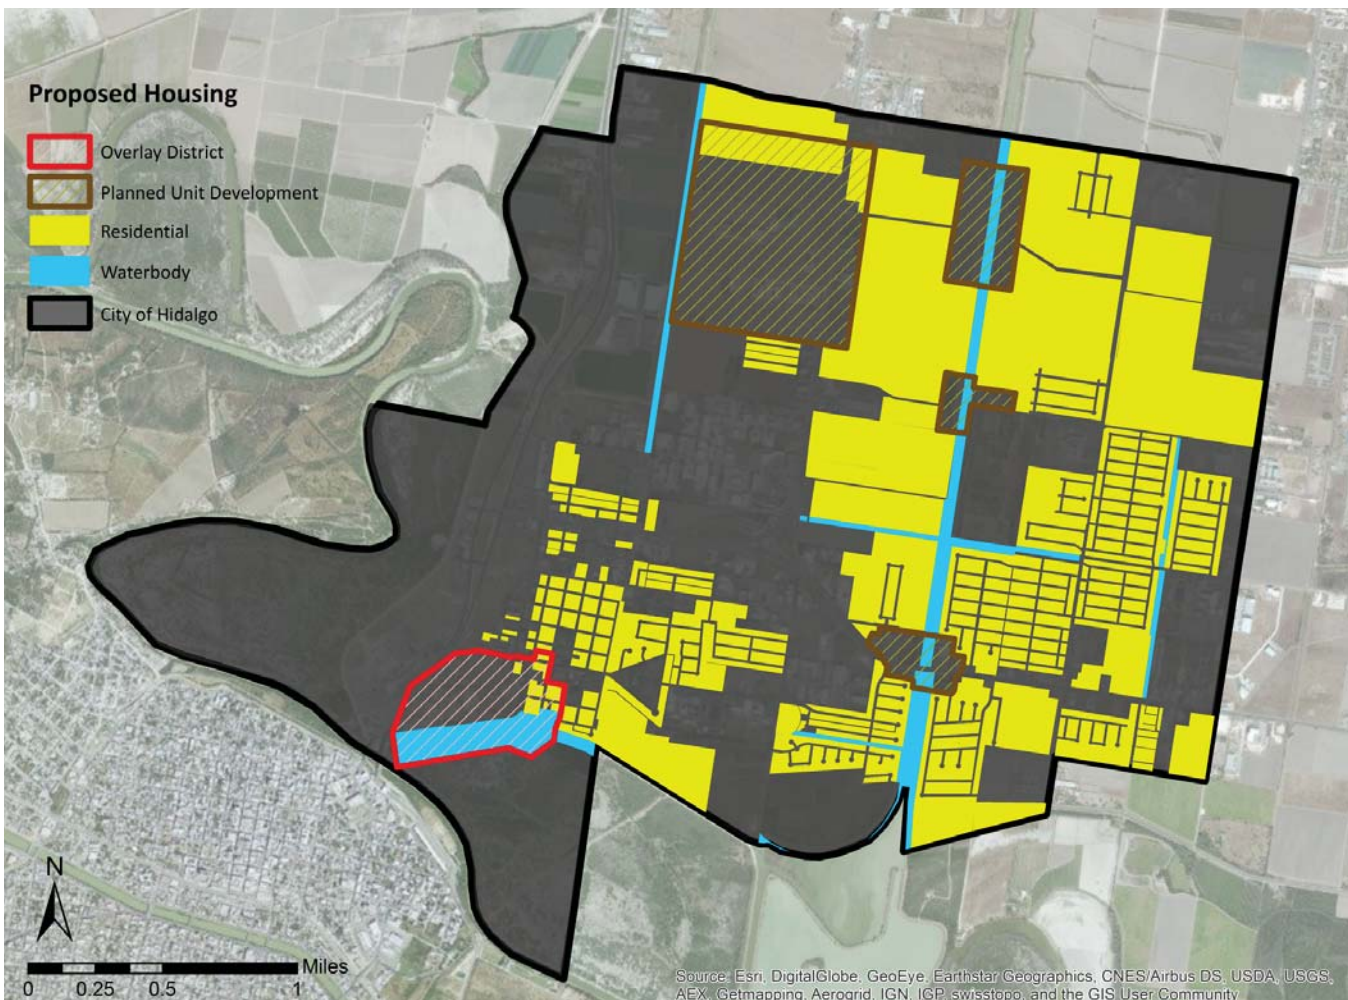 Proposed Housing
Overlay District
Planned Unit Development
Residential
Waterbody
City of Hidalgo
N
Miles
0 0.25 0.5 1
Source: Esri, DigitalGlobe, GeoEye, Earthstar Geographics, CNES/Airbus DS, USDA, USGS,
AEX, Getmapping, Aerogrid, IGN, IGP, swisstopo, and the GIS User Community